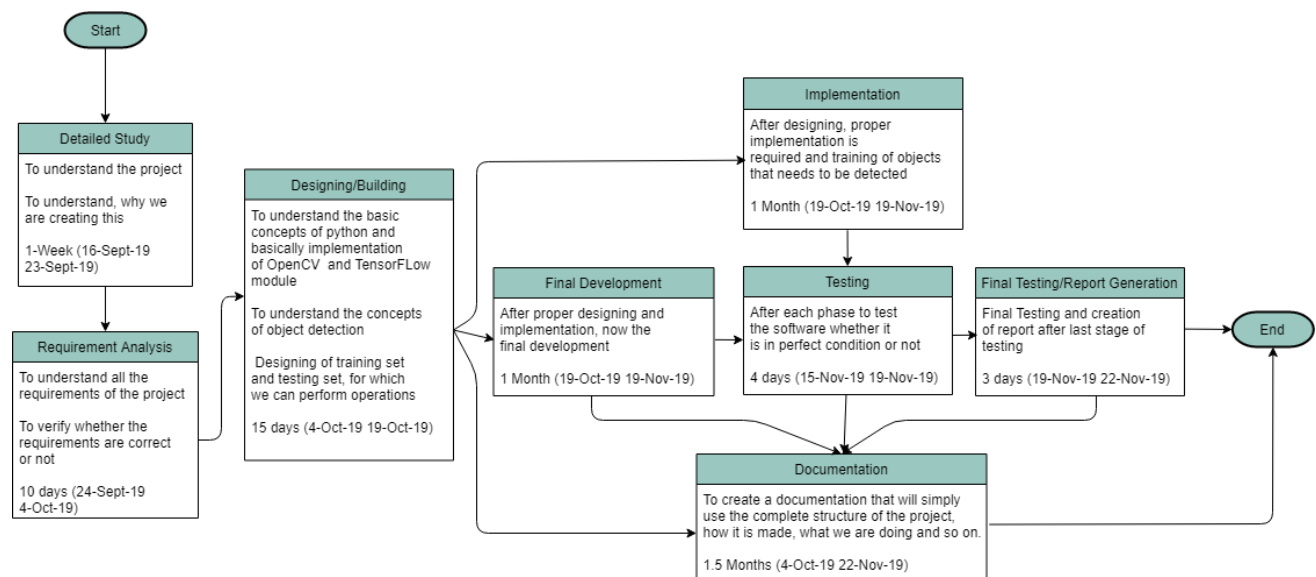 Start
Detailed Study
To understand the project
To understand, why we
are creating this
1-Week (16-Sept-19
23-Sept-19)
Requirement Analysis
To understand all the
requirements of the project
To verify whether the
requirements are correct
or not
10 days (24-Sept-19
4-Oct-19)
Designing/Building
To understand the basic
concepts of python and
basically implementation
of OpenCV and TensorFLow
module
To understand the concepts
of object detection
Designing of training set
and testing set, for which
we can perform operations
15 days (4-Oct-19 19-Oct-19)
Implementation
After designing, proper
implementation is
required and training of objects
that needs to be detected
1 Month (19-Oct-19 19-Nov-19)
Final Development
After proper designing and
implementation, now the
final development
1 Month (19-Oct-19 19-Nov-19)
Testing
After each phase to test
the software whether it
is in perfect condition or not
4 days (15-Nov-19 19-Nov-19)
Final Testing/Report Generation
Final Testing and creation
of report after last stage of
testing
3 days (19-Nov-19 22-Nov-19)
End
Documentation
To create a documentation that will simply
use the complete structure of the project,
how it is made, what we are doing and so on.
1.5 Months (4-Oct-19 22-Nov-19)